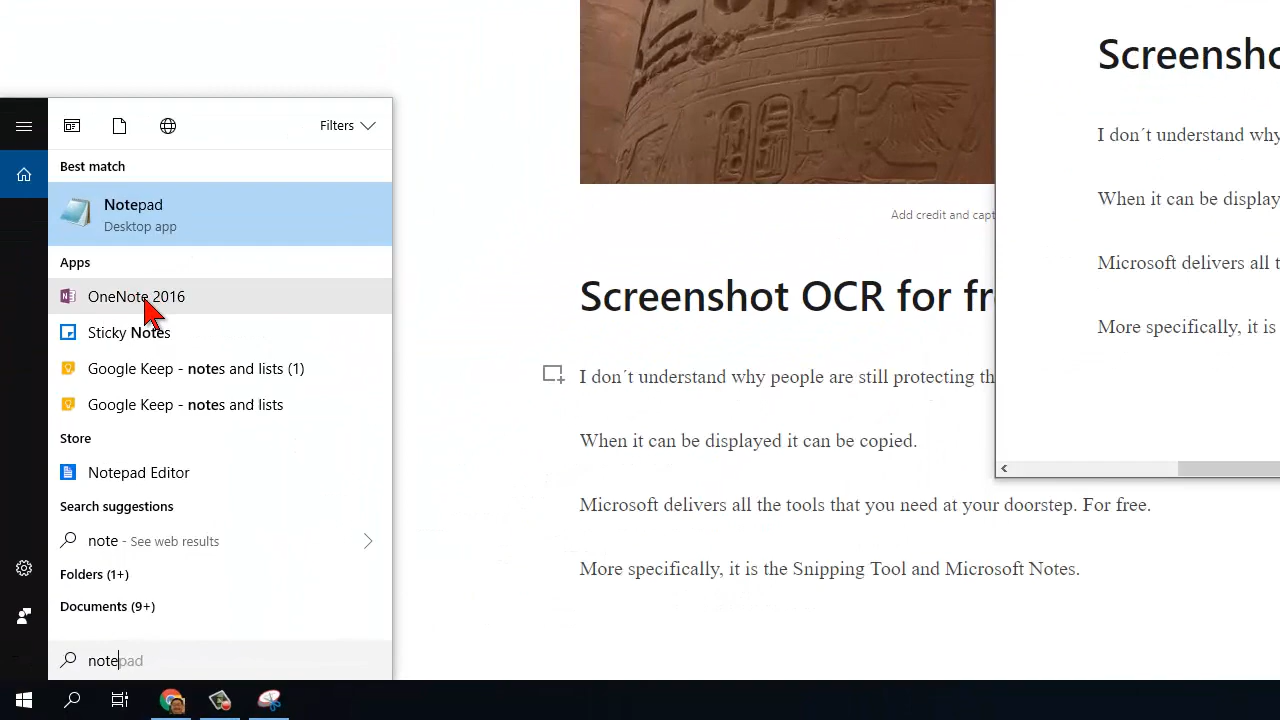 Filters
Best match
Notepad
Desktop app
Apps
OneNote 2016
Sticky Notes
Google Keep - notes and lists (1)
Google Keep - notes and lists
Store
Notepad Editor
Search suggestions
note - See web results
Folders (1+)
Documents (9+)
notepad
Add credit and capt
Screenshot OCR for fr
I don´t understand why people are still protecting th
When it can be displayed it can be copied.
Microsoft delivers all the tools that you need at your doorstep. For free.
More specifically, it is the Snipping Tool and Microsoft Notes.
Screensho
I don´t understand why
When it can be display
Microsoft delivers all t
More specifically, it is